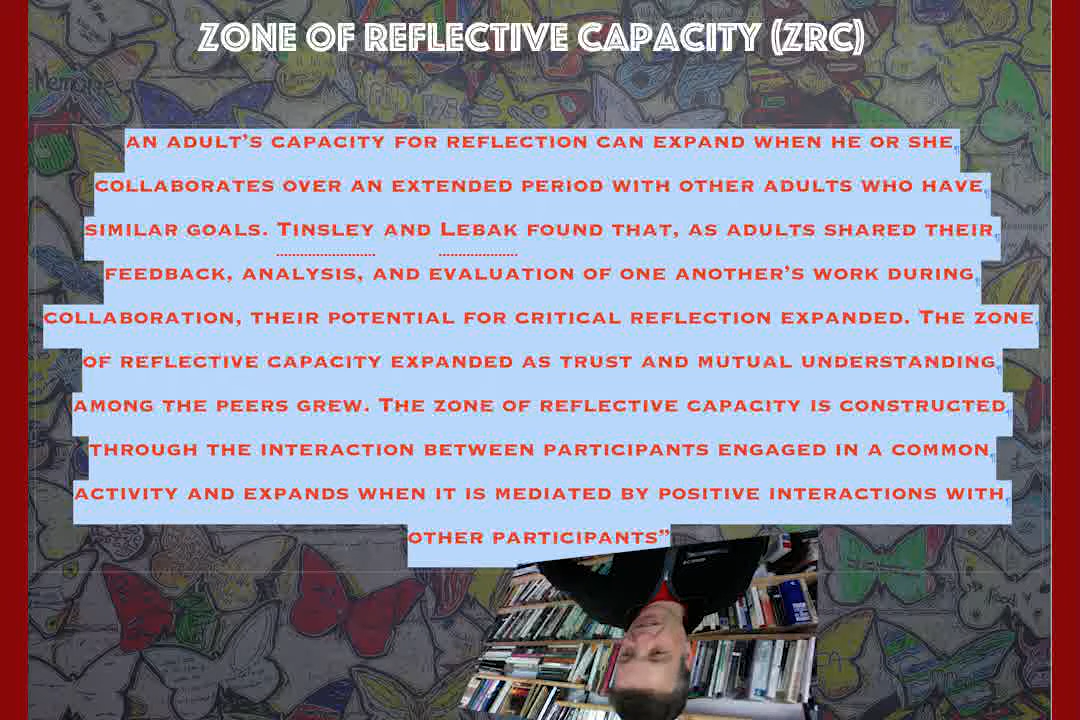 ZONE OF REFLECTIVE CAPACITY (ZRC)
Memories
AN ADULT’S CAPACITY FOR REFLECTION CAN EXPAND WHEN HE OR SHE
COLLABORATES OVER AN EXTENDED PERIOD WITH OTHER ADULTS WHO HAVE
SIMILAR GOALS. TINSLEY AND LEBAK FOUND THAT, AS ADULTS SHARED THEIR
FEEDBACK, ANALYSIS, AND EVALUATION OF ONE ANOTHER’S WORK DURING
COLLABORATION, THEIR POTENTIAL FOR CRITICAL REFLECTION EXPANDED. THE ZONE
OF REFLECTIVE CAPACITY EXPANDED AS TRUST AND MUTUAL UNDERSTANDING
AMONG THE PEERS GREW. THE ZONE OF REFLECTIVE CAPACITY IS CONSTRUCTED
THROUGH THE INTERACTION BETWEEN PARTICIPANTS ENGAGED IN A COMMON
ACTIVITY AND EXPANDS WHEN IT IS MEDIATED BY POSITIVE INTERACTIONS WITH
OTHER PARTICIPANTS”